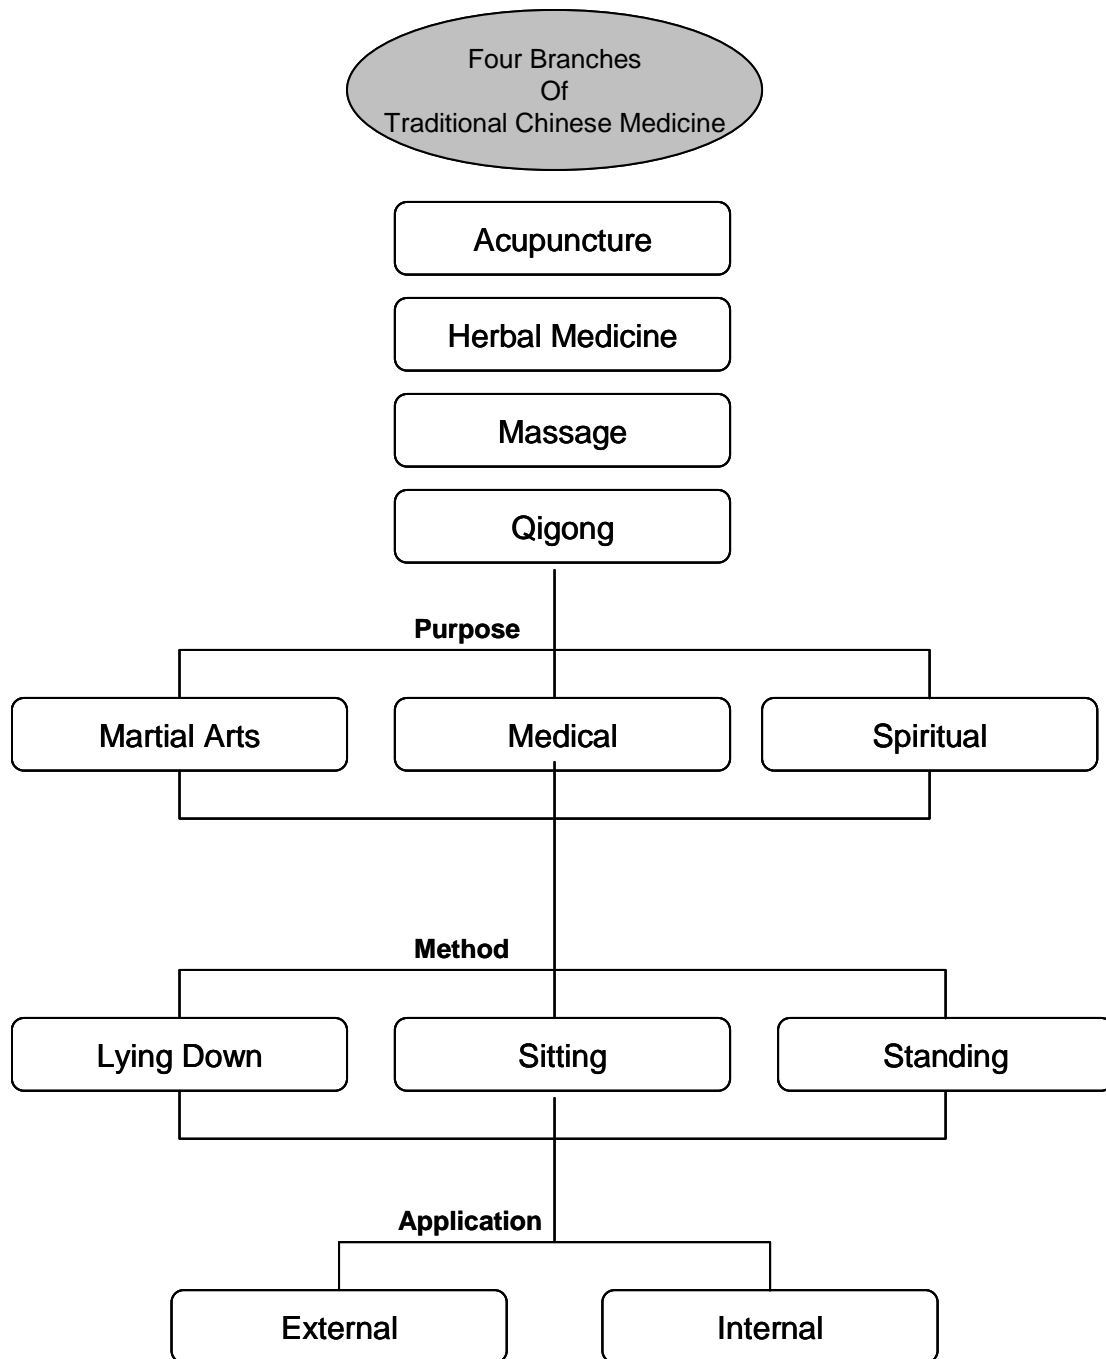 Four Branches
Of
Traditional Chinese Medicine
Acupuncture
Herbal Medicine
Massage
Qigong
Purpose
Martial Arts
Medical
Spiritual
Method
Lying Down
Sitting
Standing
Application
External
Internal